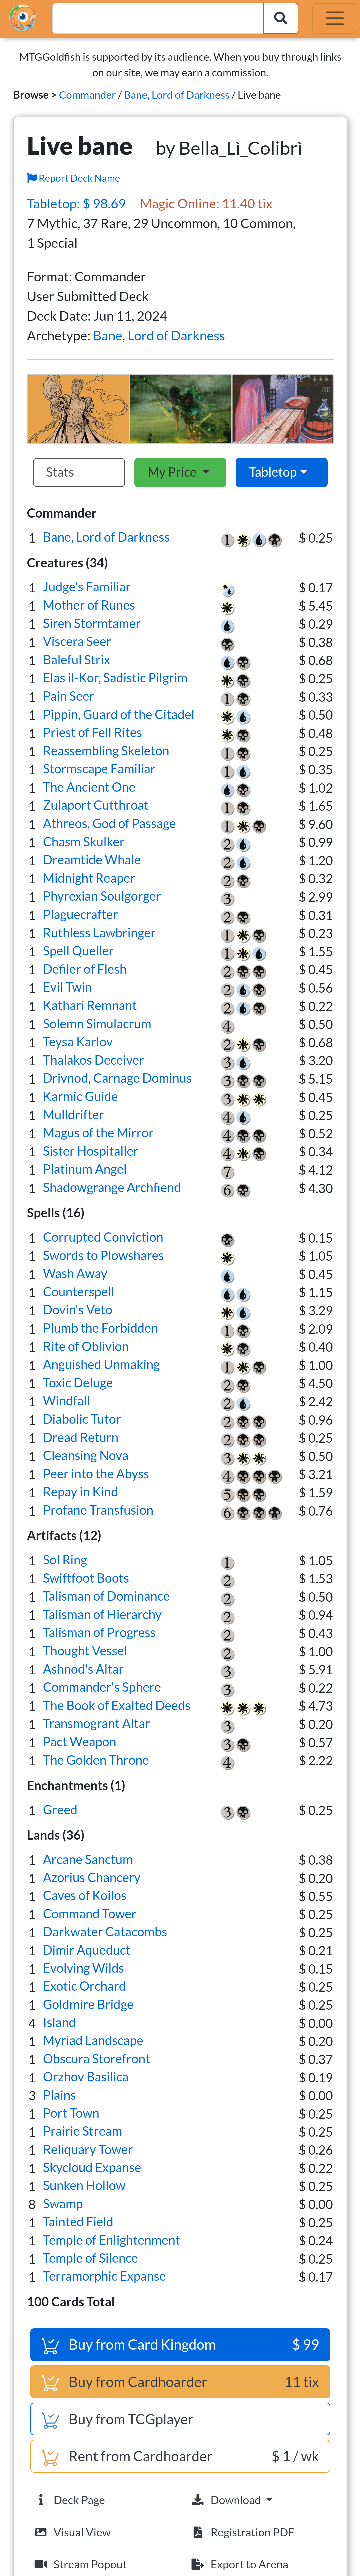 MTGGoldfish is supported by its audience. When you buy through links
on our site, we may earn a commission.
Browse > Commander / Bane, Lord of Darkness / Live bane
Live bane by Bella_Lì_Colibrì
Report Deck Name
Tabletop: $ 98.69 Magic Online: 11.40 tix
7 Mythic, 37 Rare, 29 Uncommon, 10 Common,
1 Special
Format: Commander
User Submitted Deck
Deck Date: Jun 11, 2024
Archetype: Bane, Lord of Darkness
Stats My Price Tabletop
Commander
1 Bane, Lord of Darkness 1 $ 0.25
Creatures (34)
1 Judge's Familiar $ 0.17
1 Mother of Runes $ 5.45
1 Siren Stormtamer $ 0.29
1 Viscera Seer $ 0.38
1 Baleful Strix $ 0.68
1 Elas il-Kor, Sadistic Pilgrim $ 0.25
1 Pain Seer 1 $ 0.33
1 Pippin, Guard of the Citadel $ 0.50
1 Priest of Fell Rites $ 0.48
1 Reassembling Skeleton 1 $ 0.25
1 Stormscape Familiar 1 $ 0.35
1 The Ancient One $ 1.02
1 Zulaport Cutthroat 1 $ 1.65
1 Athreos, God of Passage 1 $ 9.60
1 Chasm Skulker 2 $ 0.99
1 Dreamtide Whale 2 $ 1.20
1 Midnight Reaper 2 $ 0.32
1 Phyrexian Soulgorger 3 $ 2.99
1 Plaguecrafter 2 $ 0.31
1 Ruthless Lawbringer 1 $ 0.23
1 Spell Queller 1 $ 1.55
1 Defiler of Flesh 2 $ 0.45
1 Evil Twin 2 $ 0.56
1 Kathari Remnant 2 $ 0.22
1 Solemn Simulacrum 4 $ 0.50
1 Teysa Karlov 2 $ 0.68
1 Thalakos Deceiver 3 $ 3.20
1 Drivnod, Carnage Dominus 3 $ 5.15
1 Karmic Guide 3 $ 0.45
1 Mulldrifter 4 $ 0.25
1 Magus of the Mirror 4 $ 0.52
1 Sister Hospitaller 4 $ 0.34
1 Platinum Angel 7 $ 4.12
1 Shadowgrange Archfiend 6 $ 4.30
Spells (16)
1 Corrupted Conviction $ 0.15
1 Swords to Plowshares $ 1.05
1 Wash Away $ 0.45
1 Counterspell $ 1.15
1 Dovin's Veto $ 3.29
1 Plumb the Forbidden 1 $ 2.09
1 Rite of Oblivion $ 0.40
1 Anguished Unmaking 1 $ 1.00
1 Toxic Deluge 2 $ 4.50
1 Windfall 2 $ 2.42
1 Diabolic Tutor 2 $ 0.96
1 Dread Return 2 $ 0.25
1 Cleansing Nova 3 $ 0.50
1 Peer into the Abyss 4 $ 3.21
1 Repay in Kind 5 $ 1.59
1 Profane Transfusion 6 $ 0.76
Artifacts (12)
1 Sol Ring 1 $ 1.05
1 Swiftfoot Boots 2 $ 1.53
1 Talisman of Dominance 2 $ 0.50
1 Talisman of Hierarchy 2 $ 0.94
1 Talisman of Progress 2 $ 0.43
1 Thought Vessel 2 $ 1.00
1 Ashnod's Altar 3 $ 5.91
1 Commander's Sphere 3 $ 0.22
1 The Book of Exalted Deeds $ 4.73
1 Transmogrant Altar 3 $ 0.20
1 Pact Weapon 3 $ 0.57
1 The Golden Throne 4 $ 2.22
Enchantments (1)
1 Greed 3 $ 0.25
Lands (36)
1 Arcane Sanctum $ 0.38
1 Azorius Chancery $ 0.20
1 Caves of Koilos $ 0.55
1 Command Tower $ 0.25
1 Darkwater Catacombs $ 0.25
1 Dimir Aqueduct $ 0.21
1 Evolving Wilds $ 0.15
1 Exotic Orchard $ 0.25
1 Goldmire Bridge $ 0.25
4 Island $ 0.00
1 Myriad Landscape $ 0.20
1 Obscura Storefront $ 0.37
1 Orzhov Basilica $ 0.19
3 Plains $ 0.00
1 Port Town $ 0.25
1 Prairie Stream $ 0.25
1 Reliquary Tower $ 0.26
1 Skycloud Expanse $ 0.22
1 Sunken Hollow $ 0.25
8 Swamp $ 0.00
1 Tainted Field $ 0.25
1 Temple of Enlightenment $ 0.24
1 Temple of Silence $ 0.25
1 Terramorphic Expanse $ 0.17
100 Cards Total
Buy from Card Kingdom $ 99
Buy from Cardhoarder 11 tix
Buy from TCGplayer
Rent from Cardhoarder $ 1 / wk
Deck Page Download
Visual View Registration PDF
Stream Popout Export to Arena